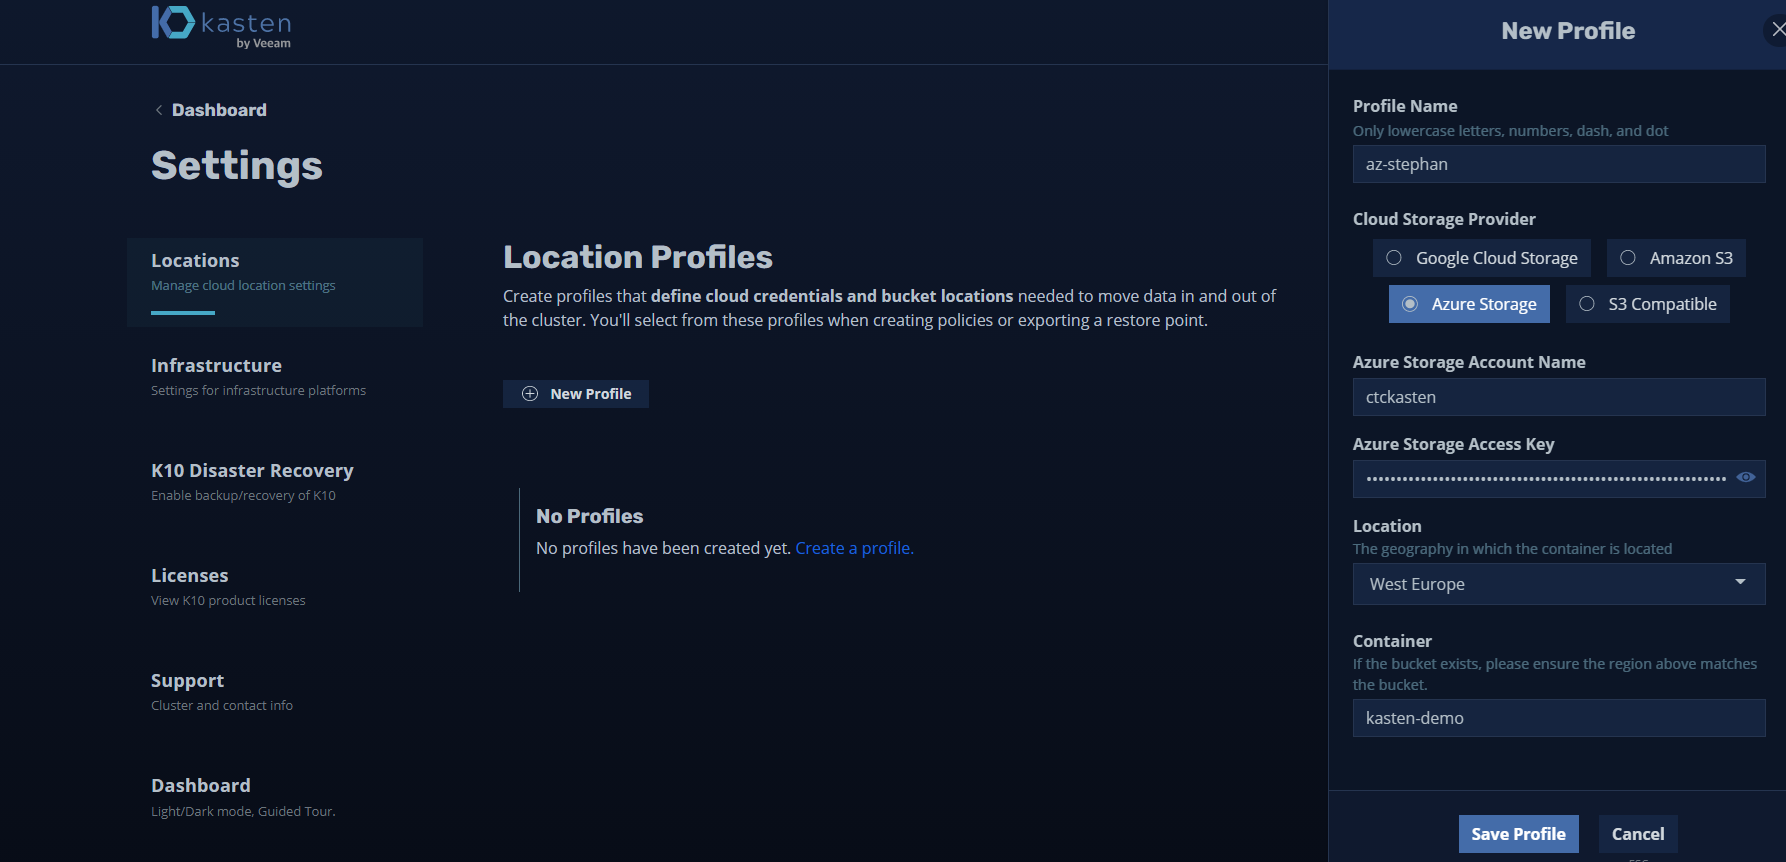 kasten
by Veeam
Dashboard
Settings
Locations
Manage cloud location settings
Infrastructure
Settings for infrastructure platforms
K10 Disaster Recovery
Enable backup/recovery of K10
Licenses
View K10 product licenses
Support
Cluster and contact info
Dashboard
Light/Dark mode, Guided Tour.
Location Profiles
Create profiles that define cloud credentials and bucket locations needed to move data in and out of
the cluster. You'll select from these profiles when creating policies or exporting a restore point.
New Profile
No Profiles
No profiles have been created yet. Create a profile.
New Profile
Profile Name
Only lowercase letters, numbers, dash, and dot
az-stephan
Cloud Storage Provider
Google Cloud Storage
Amazon S3
Azure Storage
S3 Compatible
Azure Storage Account Name
ctckasten
Azure Storage Access Key
Location
The geography in which the container is located
West Europe
Container
If the bucket exists, please ensure the region above matches
the bucket.
kasten-demo
Save Profile
Cancel